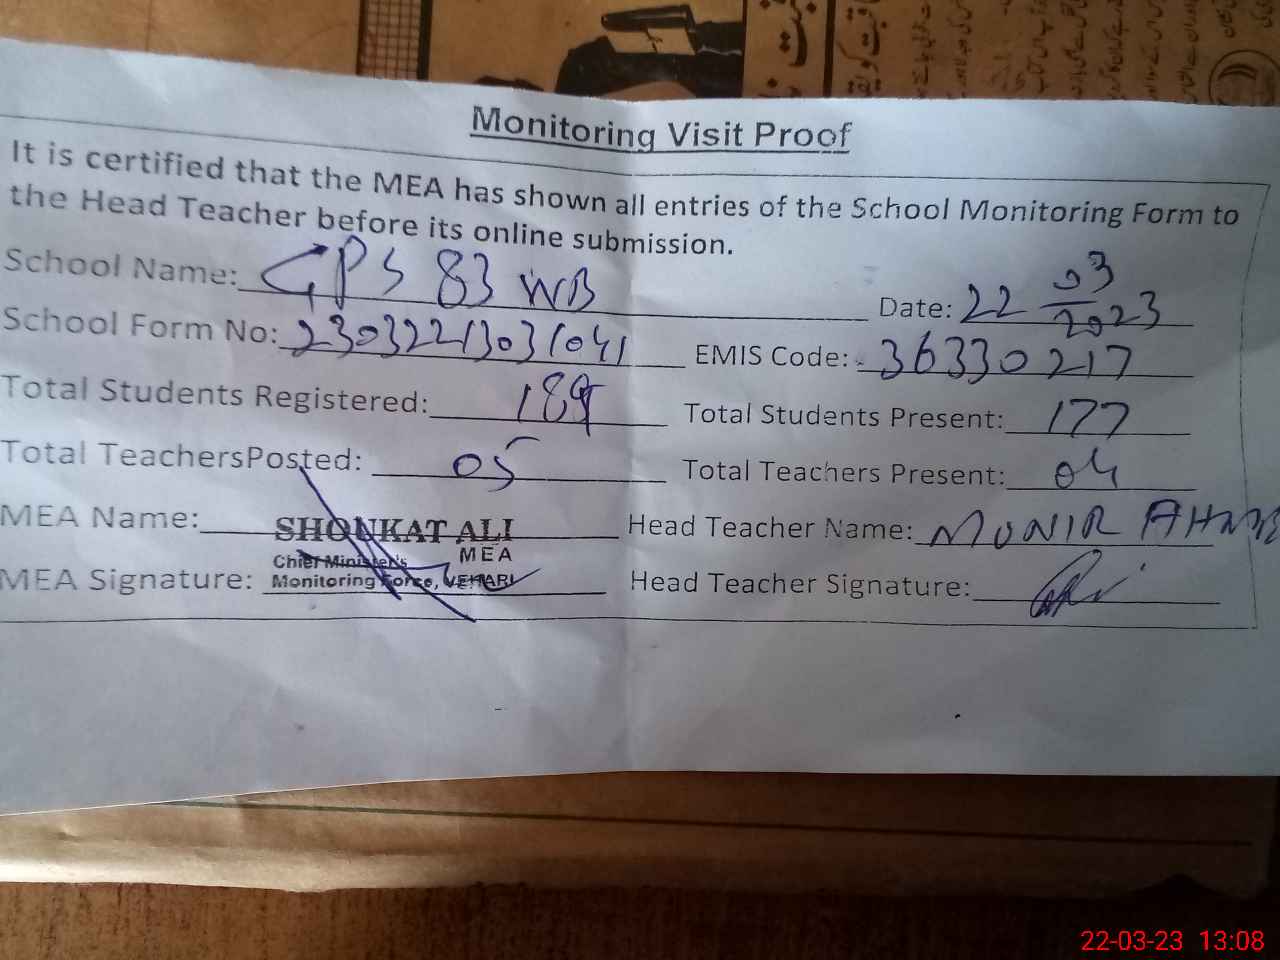 Monitoring Visit Proof
It is certified that the MEA has shown all entries of the School Monitoring Form to
the Head Teacher before its online submission.
School Name: GPS 83 WB Date: 22 03 2023
School Form No: 23032213031041 EMIS Code: 36330217
Total Students Registered: 189 Total Students Present: 177
Total TeachersPosted: 05 Total Teachers Present: 04
MEA Name: SHOUKAT ALI Head Teacher Name: MONIR AHMAD
MEA
Chief Minister's
Monitoring Force, VEHARI
MEA Signature: Head Teacher Signature:
22-03-23 13:08